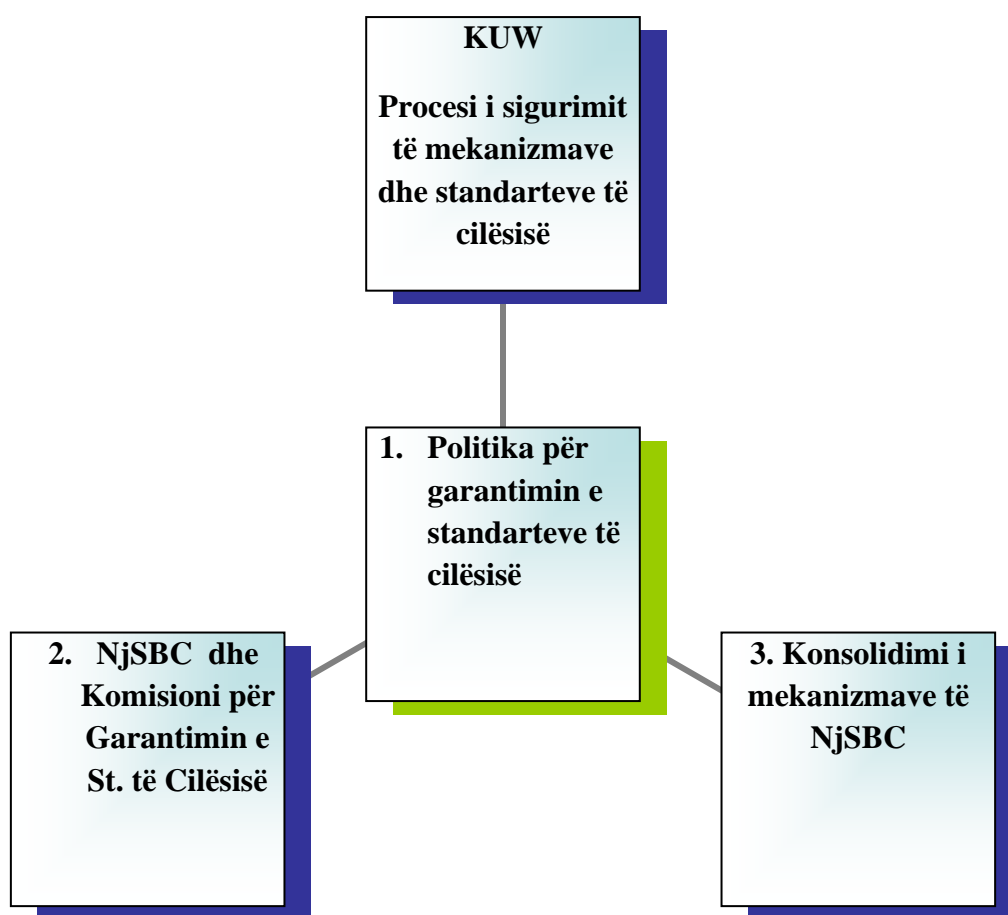 KUW
Procesi i sigurimit
të mekanizmave
dhe standarteve të
cilësisë
1. Politika për
garantimin e
standarteve të
cilësisë
2. NjSBC dhe
Komisioni për
Garantimin e
St. të Cilësisë
3. Konsolidimi i
mekanizmave të
NjSBC